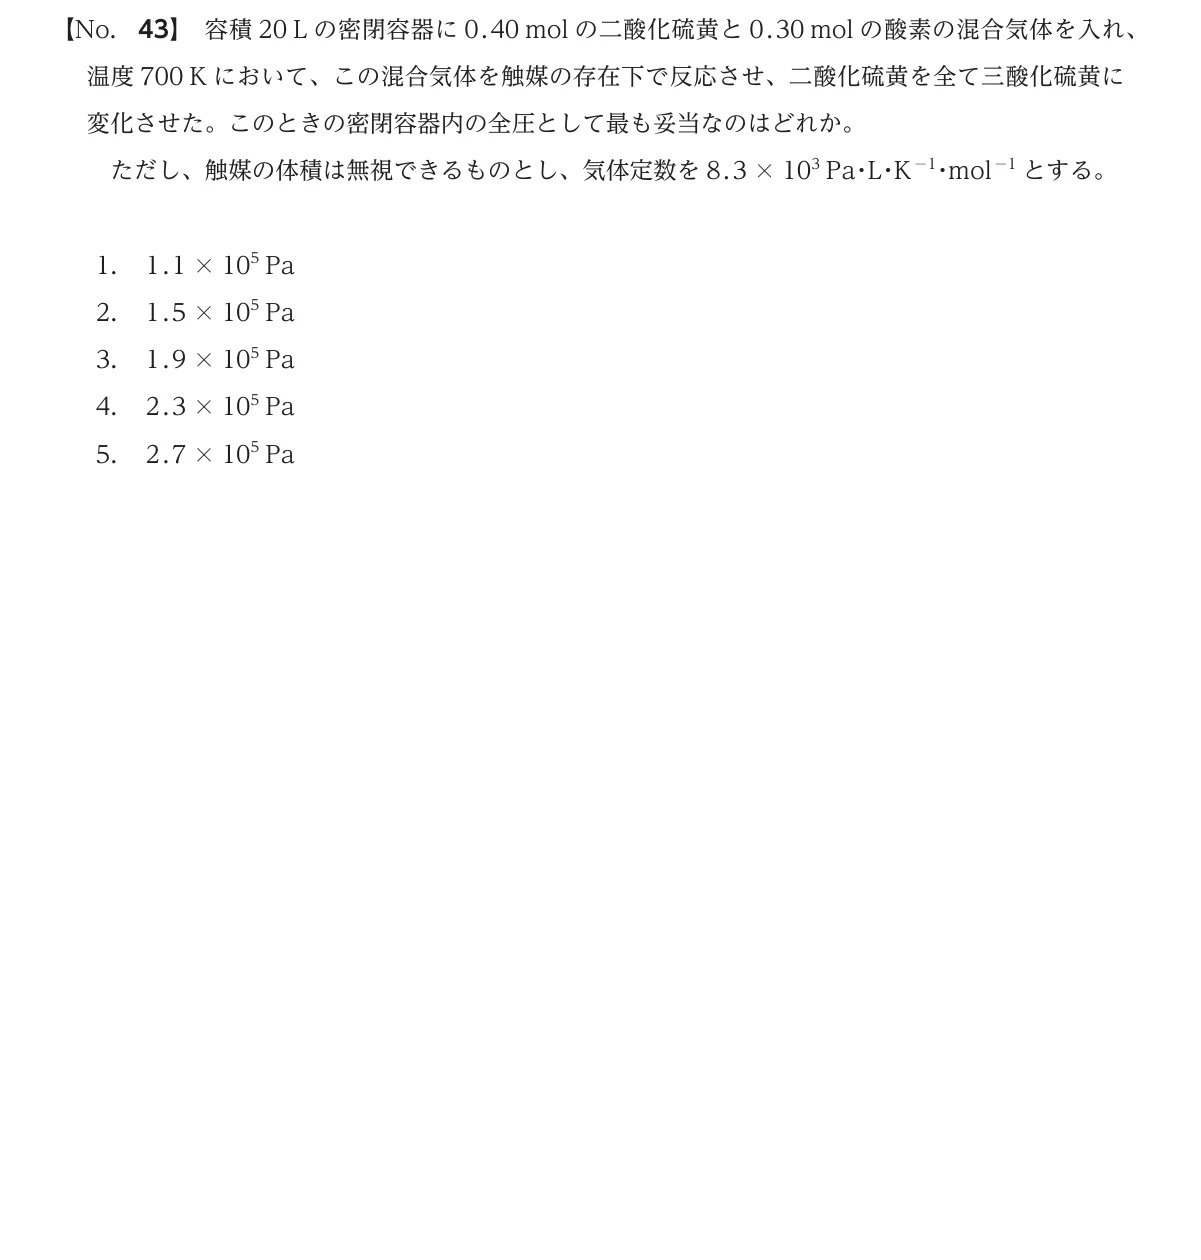 【No. 43】 容積 20 L の密閉容器に 0.40 mol の二酸化硫黄と 0.30 mol の酸素の混合気体を入れ、
温度 700 K において、この混合気体を触媒の存在下で反応させ、二酸化硫黄を全て三酸化硫黄に
変化させた。このときの密閉容器内の全圧として最も妥当なのはどれか。
ただし、触媒の体積は無視できるものとし、気体定数を 8.3 × 10³ Pa・L・K⁻¹・mol⁻¹ とする。
1. 1.1 × 10⁵ Pa
2. 1.5 × 10⁵ Pa
3. 1.9 × 10⁵ Pa
4. 2.3 × 10⁵ Pa
5. 2.7 × 10⁵ Pa